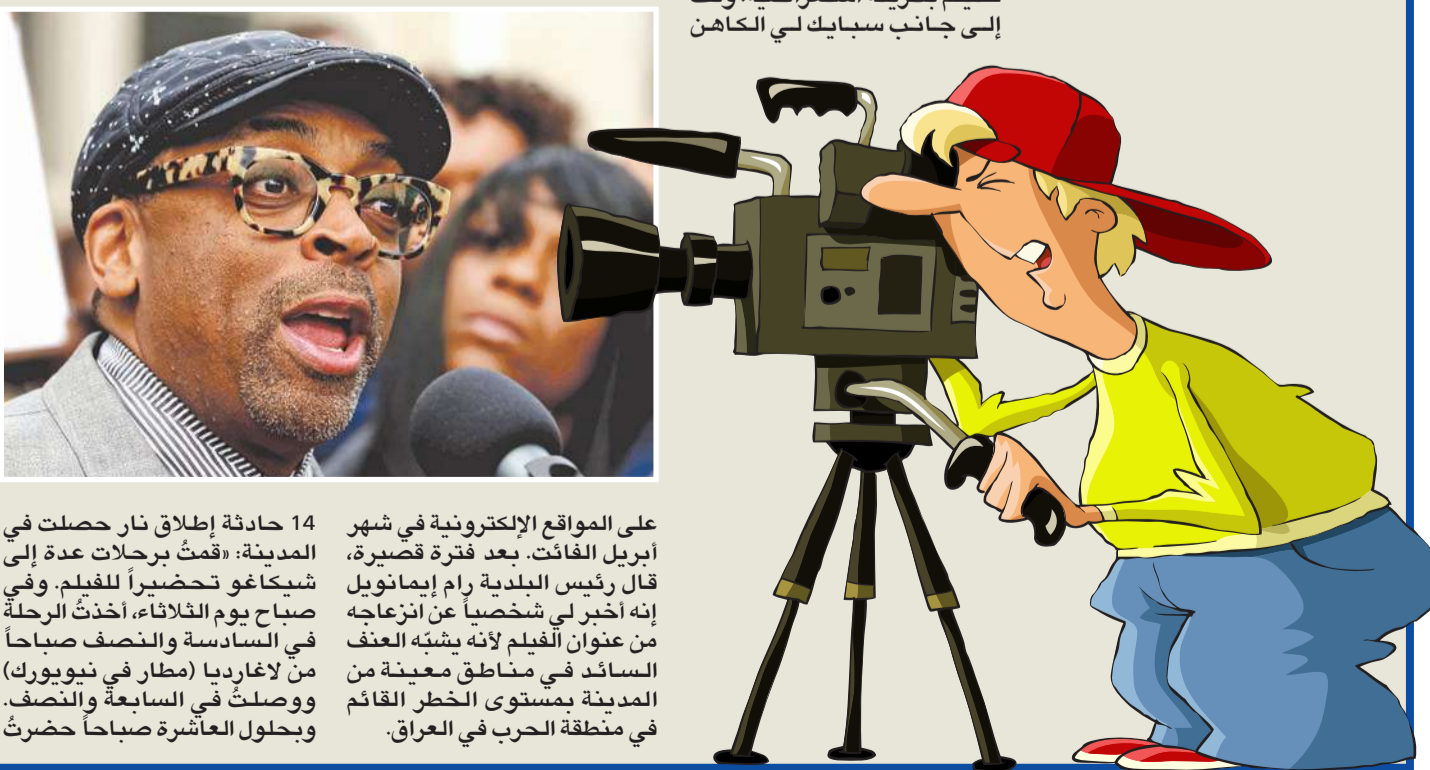 إلى جانب سبايك لي الكاهن
على المواقع الإلكترونية في شهر
أبريل الفائت. بعد فترة قصيرة،
قال رئيس البلدية رام إيمانويل
إنه أخبر لي شخصياً عن انزعاجه
من عنوان الفيلم لأنه يشبّه العنف
السائد في مناطق معينة من
المدينة بمستوى الخطر القائم
في منطقة الحرب في العراق.
14 حادثة إطلاق نار حصلت في
المدينة: «قمتُ برحلات عدة إلى
شيكاغو تحضيراً للفيلم. وفي
صباح يوم الثلاثاء، أخذتُ الرحلة
في السادسة والنصف صباحاً
من لاغارديا (مطار في نيويورك)
ووصلتُ في السابعة والنصف.
وبحلول العاشرة صباحاً حضرتُ